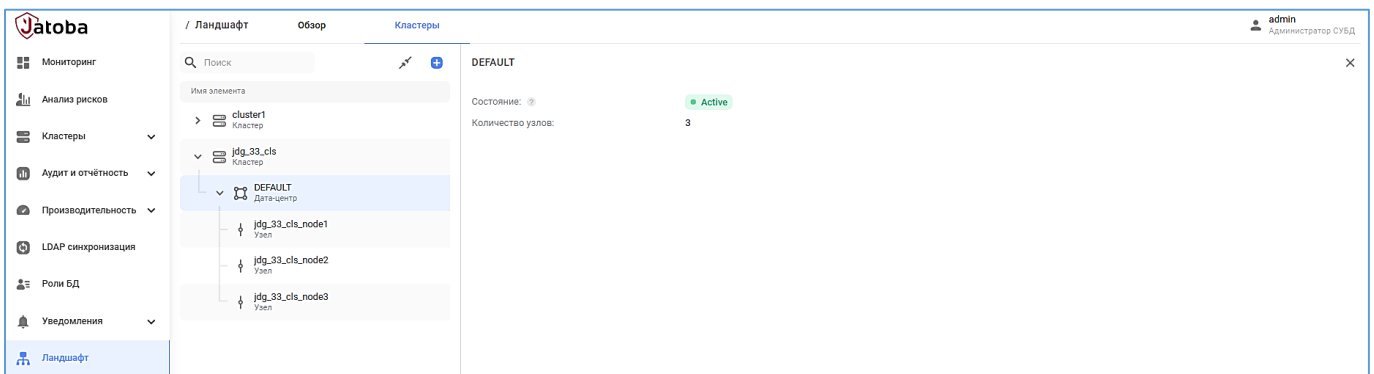 Jatoba
/ Ландшафт Обзор Кластеры
admin
Администратор СУБД
Мониторинг
Анализ рисков
Кластеры
Аудит и отчётность
Производительность
LDAP синхронизация
Роли БД
Уведомления
Ландшафт
Поиск
Имя элемента
cluster1
Кластер
jdg_33_cls
Кластер
DEFAULT
Дата-центр
jdg_33_cls_node1
Узел
jdg_33_cls_node2
Узел
jdg_33_cls_node3
Узел
DEFAULT
Состояние: ? Active
Количество узлов: 3